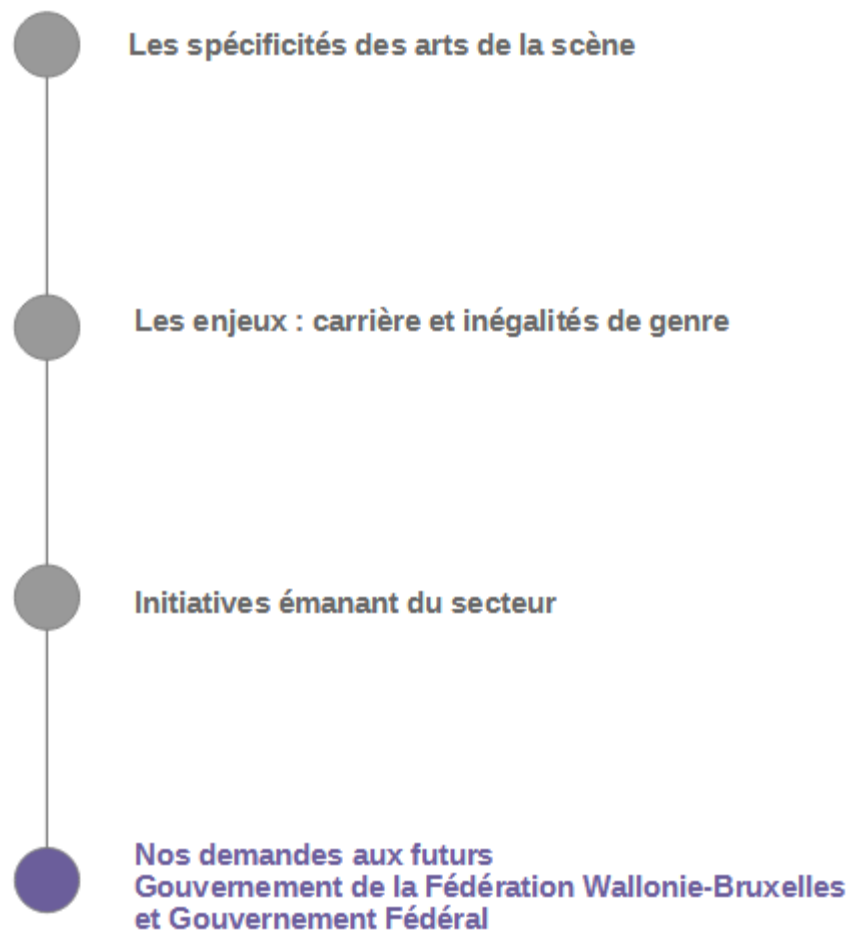 Les spécificités des arts de la scène
Les enjeux : carrière et inégalités de genre
Initiatives émanant du secteur
Nos demandes aux futurs
Gouvernement de la Fédération Wallonie-Bruxelles
et Gouvernement Fédéral